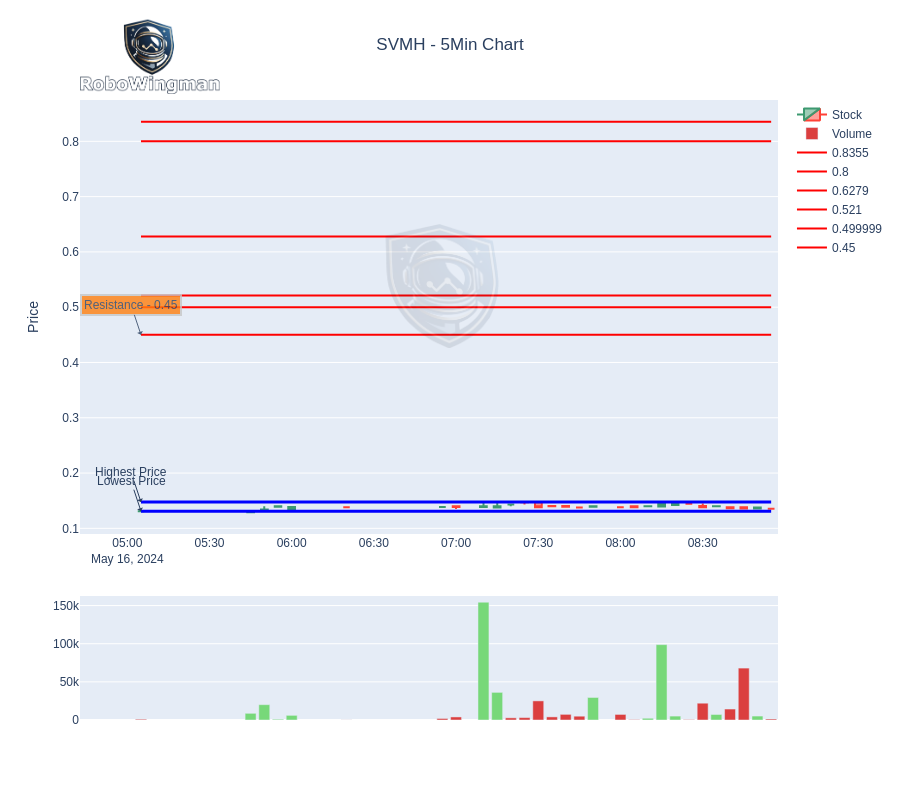 RoboWingman
SVMH - 5Min Chart
Stock
Volume
0.8355
0.8
0.6279
0.521
0.499999
0.45
Price
0.8
0.7
0.6
0.5
0.4
0.3
0.2
0.1
Resistance - 0.45
Highest Price
Lowest Price
05:00 05:30 06:00 06:30 07:00 07:30 08:00 08:30
May 16, 2024
150k
100k
50k
0